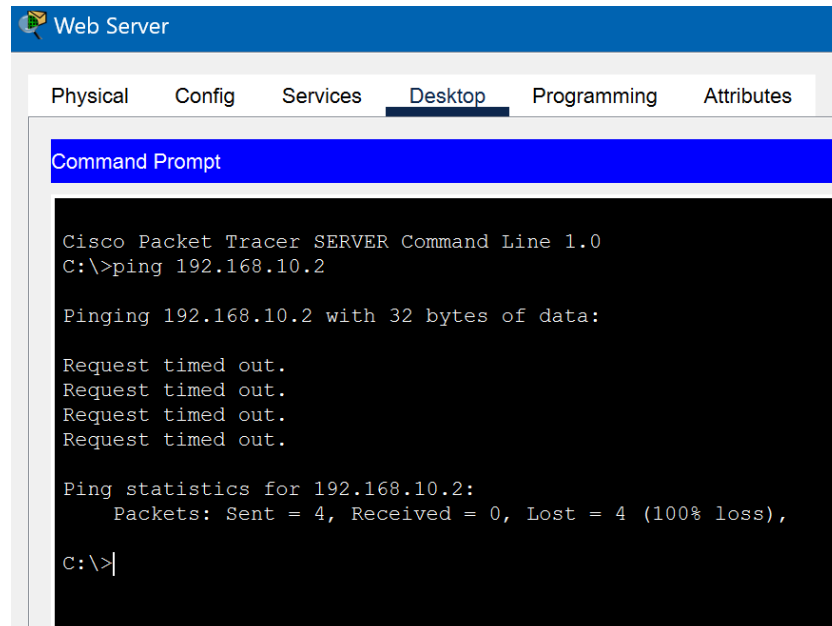 Web Server
Physical Config Services Desktop Programming Attributes
Command Prompt
Cisco Packet Tracer SERVER Command Line 1.0
C:\>ping 192.168.10.2
Pinging 192.168.10.2 with 32 bytes of data:
Request timed out.
Request timed out.
Request timed out.
Request timed out.
Ping statistics for 192.168.10.2:
Packets: Sent = 4, Received = 0, Lost = 4 (100% loss),
C:\>